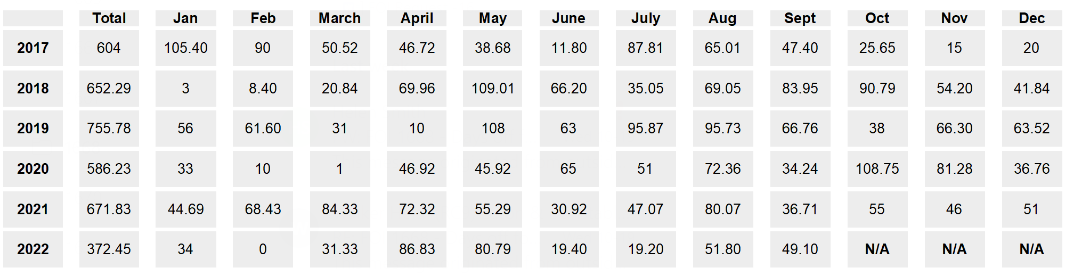 Total Jan Feb March April May June July Aug Sept Oct Nov Dec
2017 604 105.40 90 50.52 46.72 38.68 11.80 87.81 65.01 47.40 25.65 15 20
2018 652.29 3 8.40 20.84 69.96 109.01 66.20 35.05 69.05 83.95 90.79 54.20 41.84
2019 755.78 56 61.60 31 10 108 63 95.87 95.73 66.76 38 66.30 63.52
2020 586.23 33 10 1 46.92 45.92 65 51 72.36 34.24 108.75 81.28 36.76
2021 671.83 44.69 68.43 84.33 72.32 55.29 30.92 47.07 80.07 36.71 55 46 51
2022 372.45 34 0 31.33 86.83 80.79 19.40 19.20 51.80 49.10 N/A N/A N/A